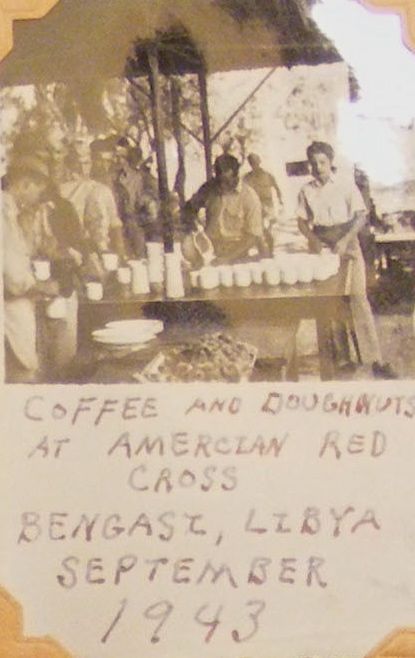 COFFEE AND DOUGHNUTS
AT AMERCIAN RED
CROSS
BENGASI, LIBYA
SEPTEMBER
1943